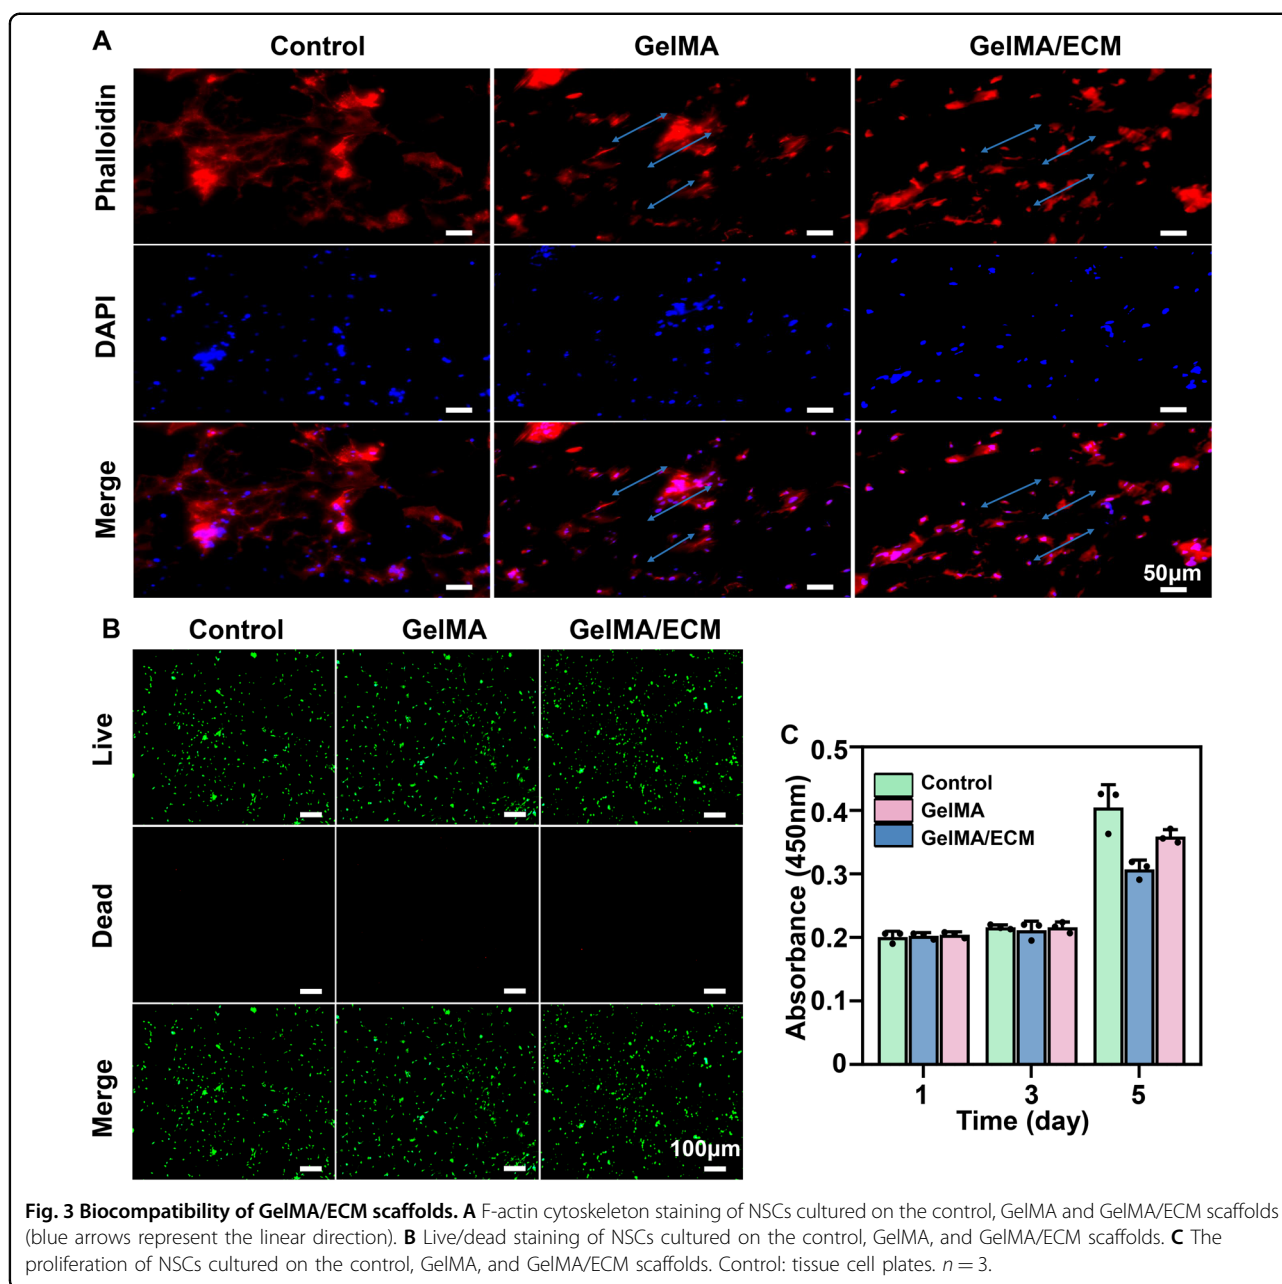 A
Control
GelMA
GelMA/ECM
Phalloidin
DAPI
Merge
50µm
B
Control
GelMA
GelMA/ECM
Live
Dead
Merge
100µm
C
Absorbance (450nm)
0.5
0.4
0.3
0.2
0.1
0
Control
GelMA
GelMA/ECM
1
3
5
Time (day)
Fig. 3 Biocompatibility of GelMA/ECM scaffolds. A F-actin cytoskeleton staining of NSCs cultured on the control, GelMA and GelMA/ECM scaffolds
(blue arrows represent the linear direction). B Live/dead staining of NSCs cultured on the control, GelMA, and GelMA/ECM scaffolds. C The
proliferation of NSCs cultured on the control, GelMA, and GelMA/ECM scaffolds. Control: tissue cell plates. n = 3.